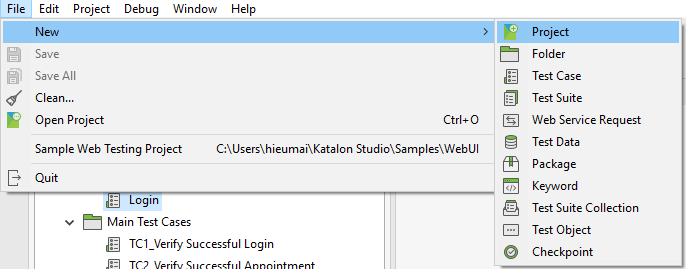 File Edit Project Debug Window Help
New
Save
Save All
Clean...
Open Project Ctrl+O
Sample Web Testing Project C:\Users\hieumai\Katalon Studio\Samples\WebUI
Quit
Project
Folder
Test Case
Test Suite
Web Service Request
Test Data
Package
Keyword
Test Suite Collection
Test Object
Checkpoint
Login
Main Test Cases
TC1_Verify Successful Login
TC2_Verify Successful Appointment